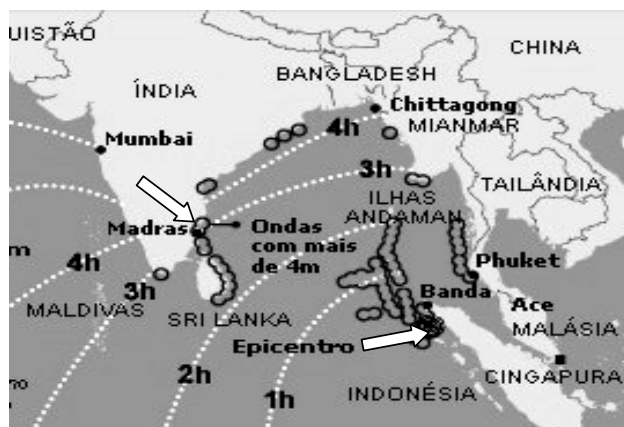 UISTÃO
CHINA
BANGLADESH
ÍNDIA
Chittagong
4h
MIANMAR
Mumbai
3h
ILHAS
ANDAMAN
TAILÂNDIA
Madras
Ondas
com mais
de 4m
m
4h
3h
Phuket
Banda
Ace
MALDIVAS
SRI LANKA
MALÁSIA
Epicentro
2h
CINGAPURA
1h
INDONÉSIA
no